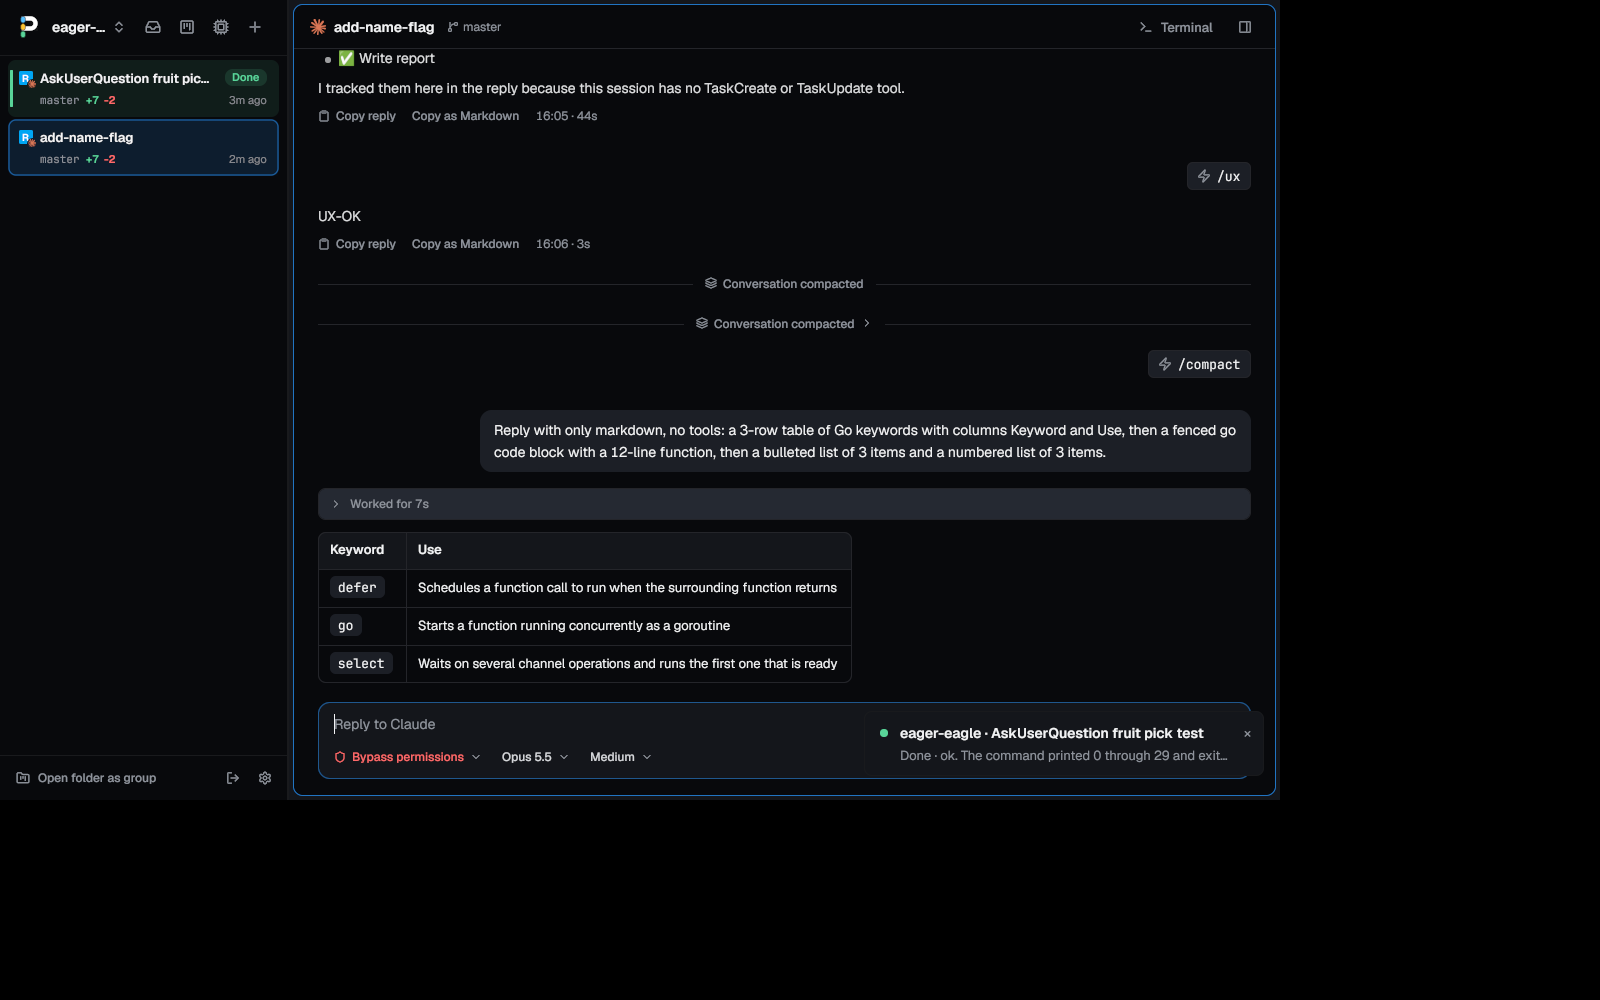 eager-...
AskUserQuestion fruit pic...
Done
master +7 -2
3m ago
add-name-flag
master +7 -2
2m ago
Open folder as group
add-name-flag
master
Terminal
Write report
I tracked them here in the reply because this session has no TaskCreate or TaskUpdate tool.
Copy reply
Copy as Markdown
16:05 · 44s
/ux
UX-OK
Copy reply
Copy as Markdown
16:06 · 3s
Conversation compacted
Conversation compacted
/compact
Reply with only markdown, no tools: a 3-row table of Go keywords with columns Keyword and Use, then a fenced go
code block with a 12-line function, then a bulleted list of 3 items and a numbered list of 3 items.
Worked for 7s
Keyword
Use
defer
Schedules a function call to run when the surrounding function returns
go
Starts a function running concurrently as a goroutine
select
Waits on several channel operations and runs the first one that is ready
Reply to Claude
Bypass permissions
Opus 5.5
Medium
eager-eagle · AskUserQuestion fruit pick test
Done · ok. The command printed 0 through 29 and exit...